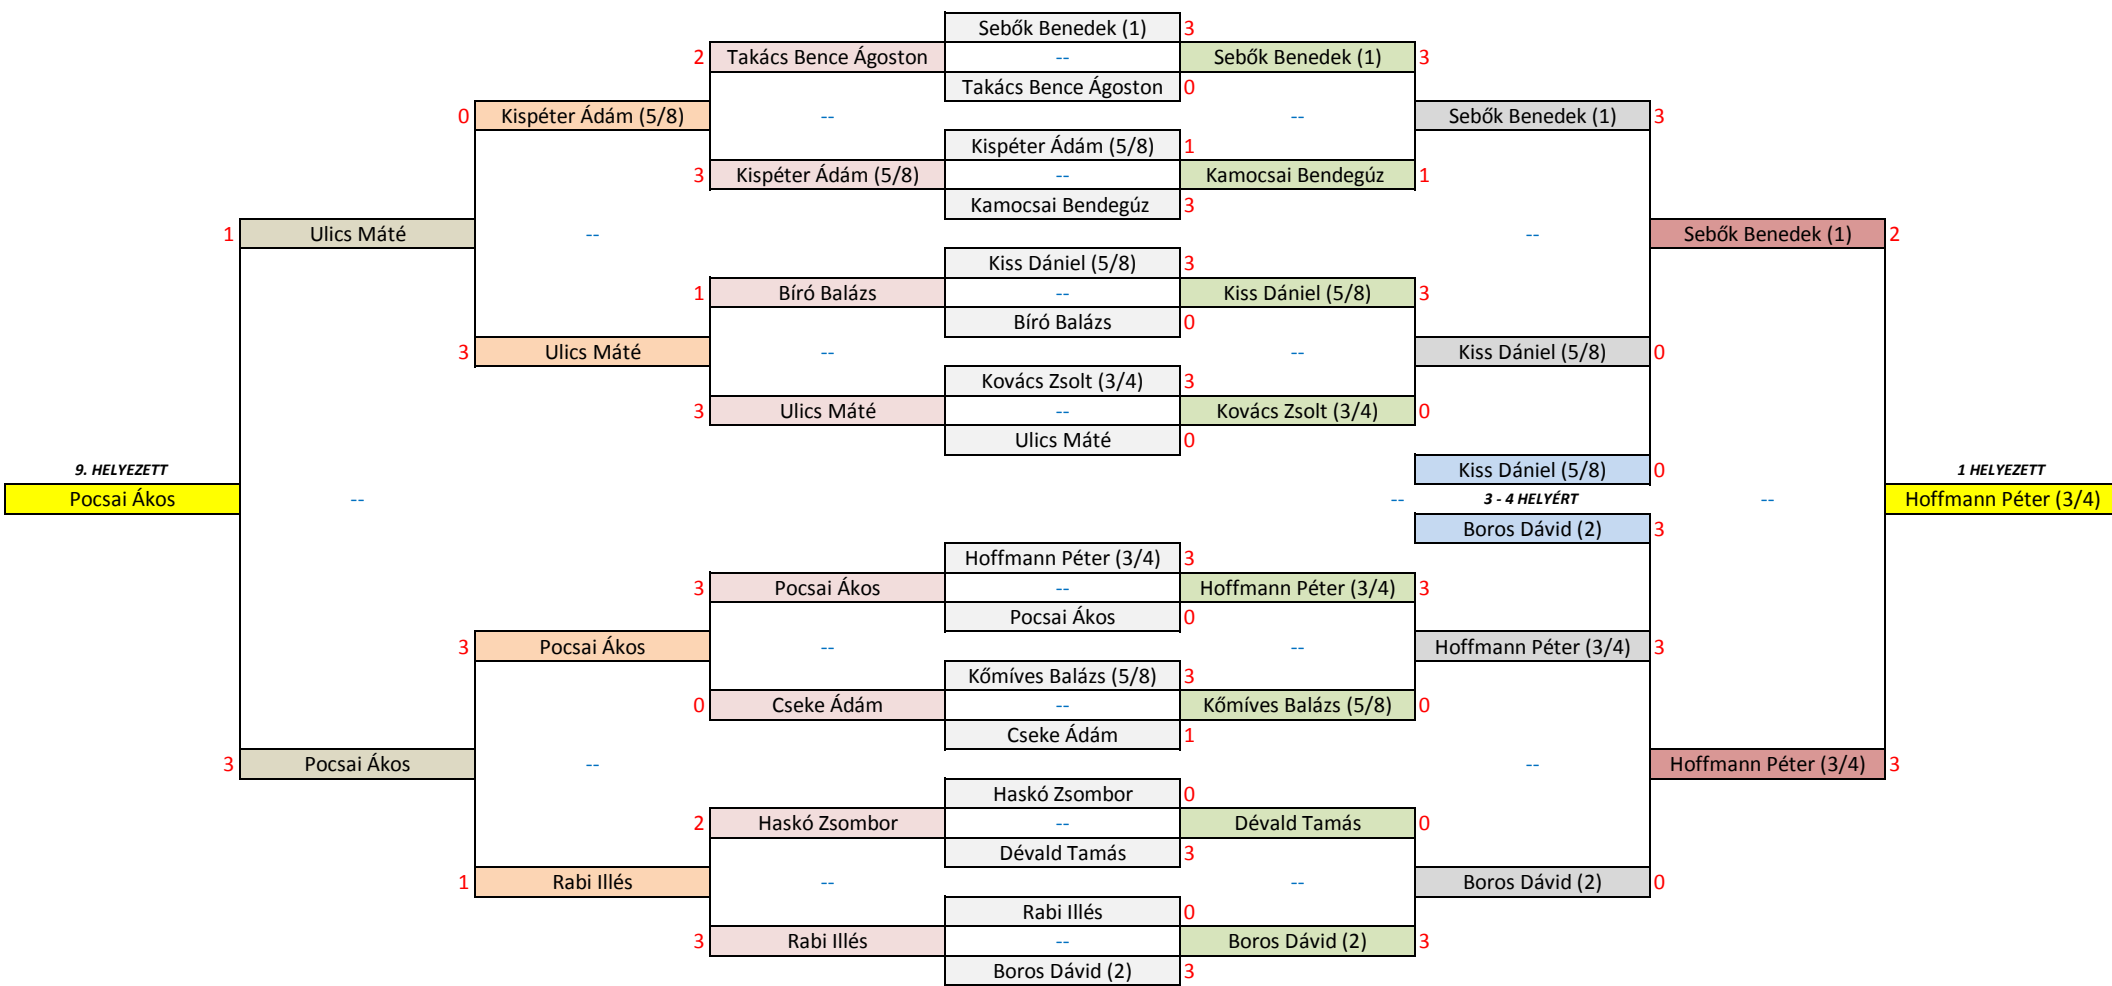 Sebők Benedek (1) 3
2 Takács Bence Ágoston -- Sebők Benedek (1) 3
Takács Bence Ágoston 0
0 Kispéter Ádám (5/8) -- -- Sebők Benedek (1) 3
Kispéter Ádám (5/8) 1
3 Kispéter Ádám (5/8) -- Kamocsai Bendegúz 1
Kamocsai Bendegúz 3
1 Ulics Máté -- -- Sebők Benedek (1) 2
Kiss Dániel (5/8) 3
1 Bíró Balázs -- Kiss Dániel (5/8) 3
Bíró Balázs 0
3 Ulics Máté -- -- Kiss Dániel (5/8) 0
Kovács Zsolt (3/4) 3
3 Ulics Máté -- Kovács Zsolt (3/4) 0
Ulics Máté 0
9. HELYEZETT Kiss Dániel (5/8) 0 1 HELYEZETT
Pocsai Ákos -- -- 3 - 4 HELYÉRT -- Hoffmann Péter (3/4)
Boros Dávid (2) 3
Hoffmann Péter (3/4) 3
3 Pocsai Ákos -- Hoffmann Péter (3/4) 3
Pocsai Ákos 0
3 Pocsai Ákos -- -- Hoffmann Péter (3/4) 3
Kőmíves Balázs (5/8) 3
0 Cseke Ádám -- Kőmíves Balázs (5/8) 0
Cseke Ádám 1
3 Pocsai Ákos -- -- Hoffmann Péter (3/4) 3
Haskó Zsombor 0
2 Haskó Zsombor -- Dévald Tamás 0
Dévald Tamás 3
1 Rabi Illés -- -- Boros Dávid (2) 0
Rabi Illés 0
3 Rabi Illés -- Boros Dávid (2) 3
Boros Dávid (2) 3